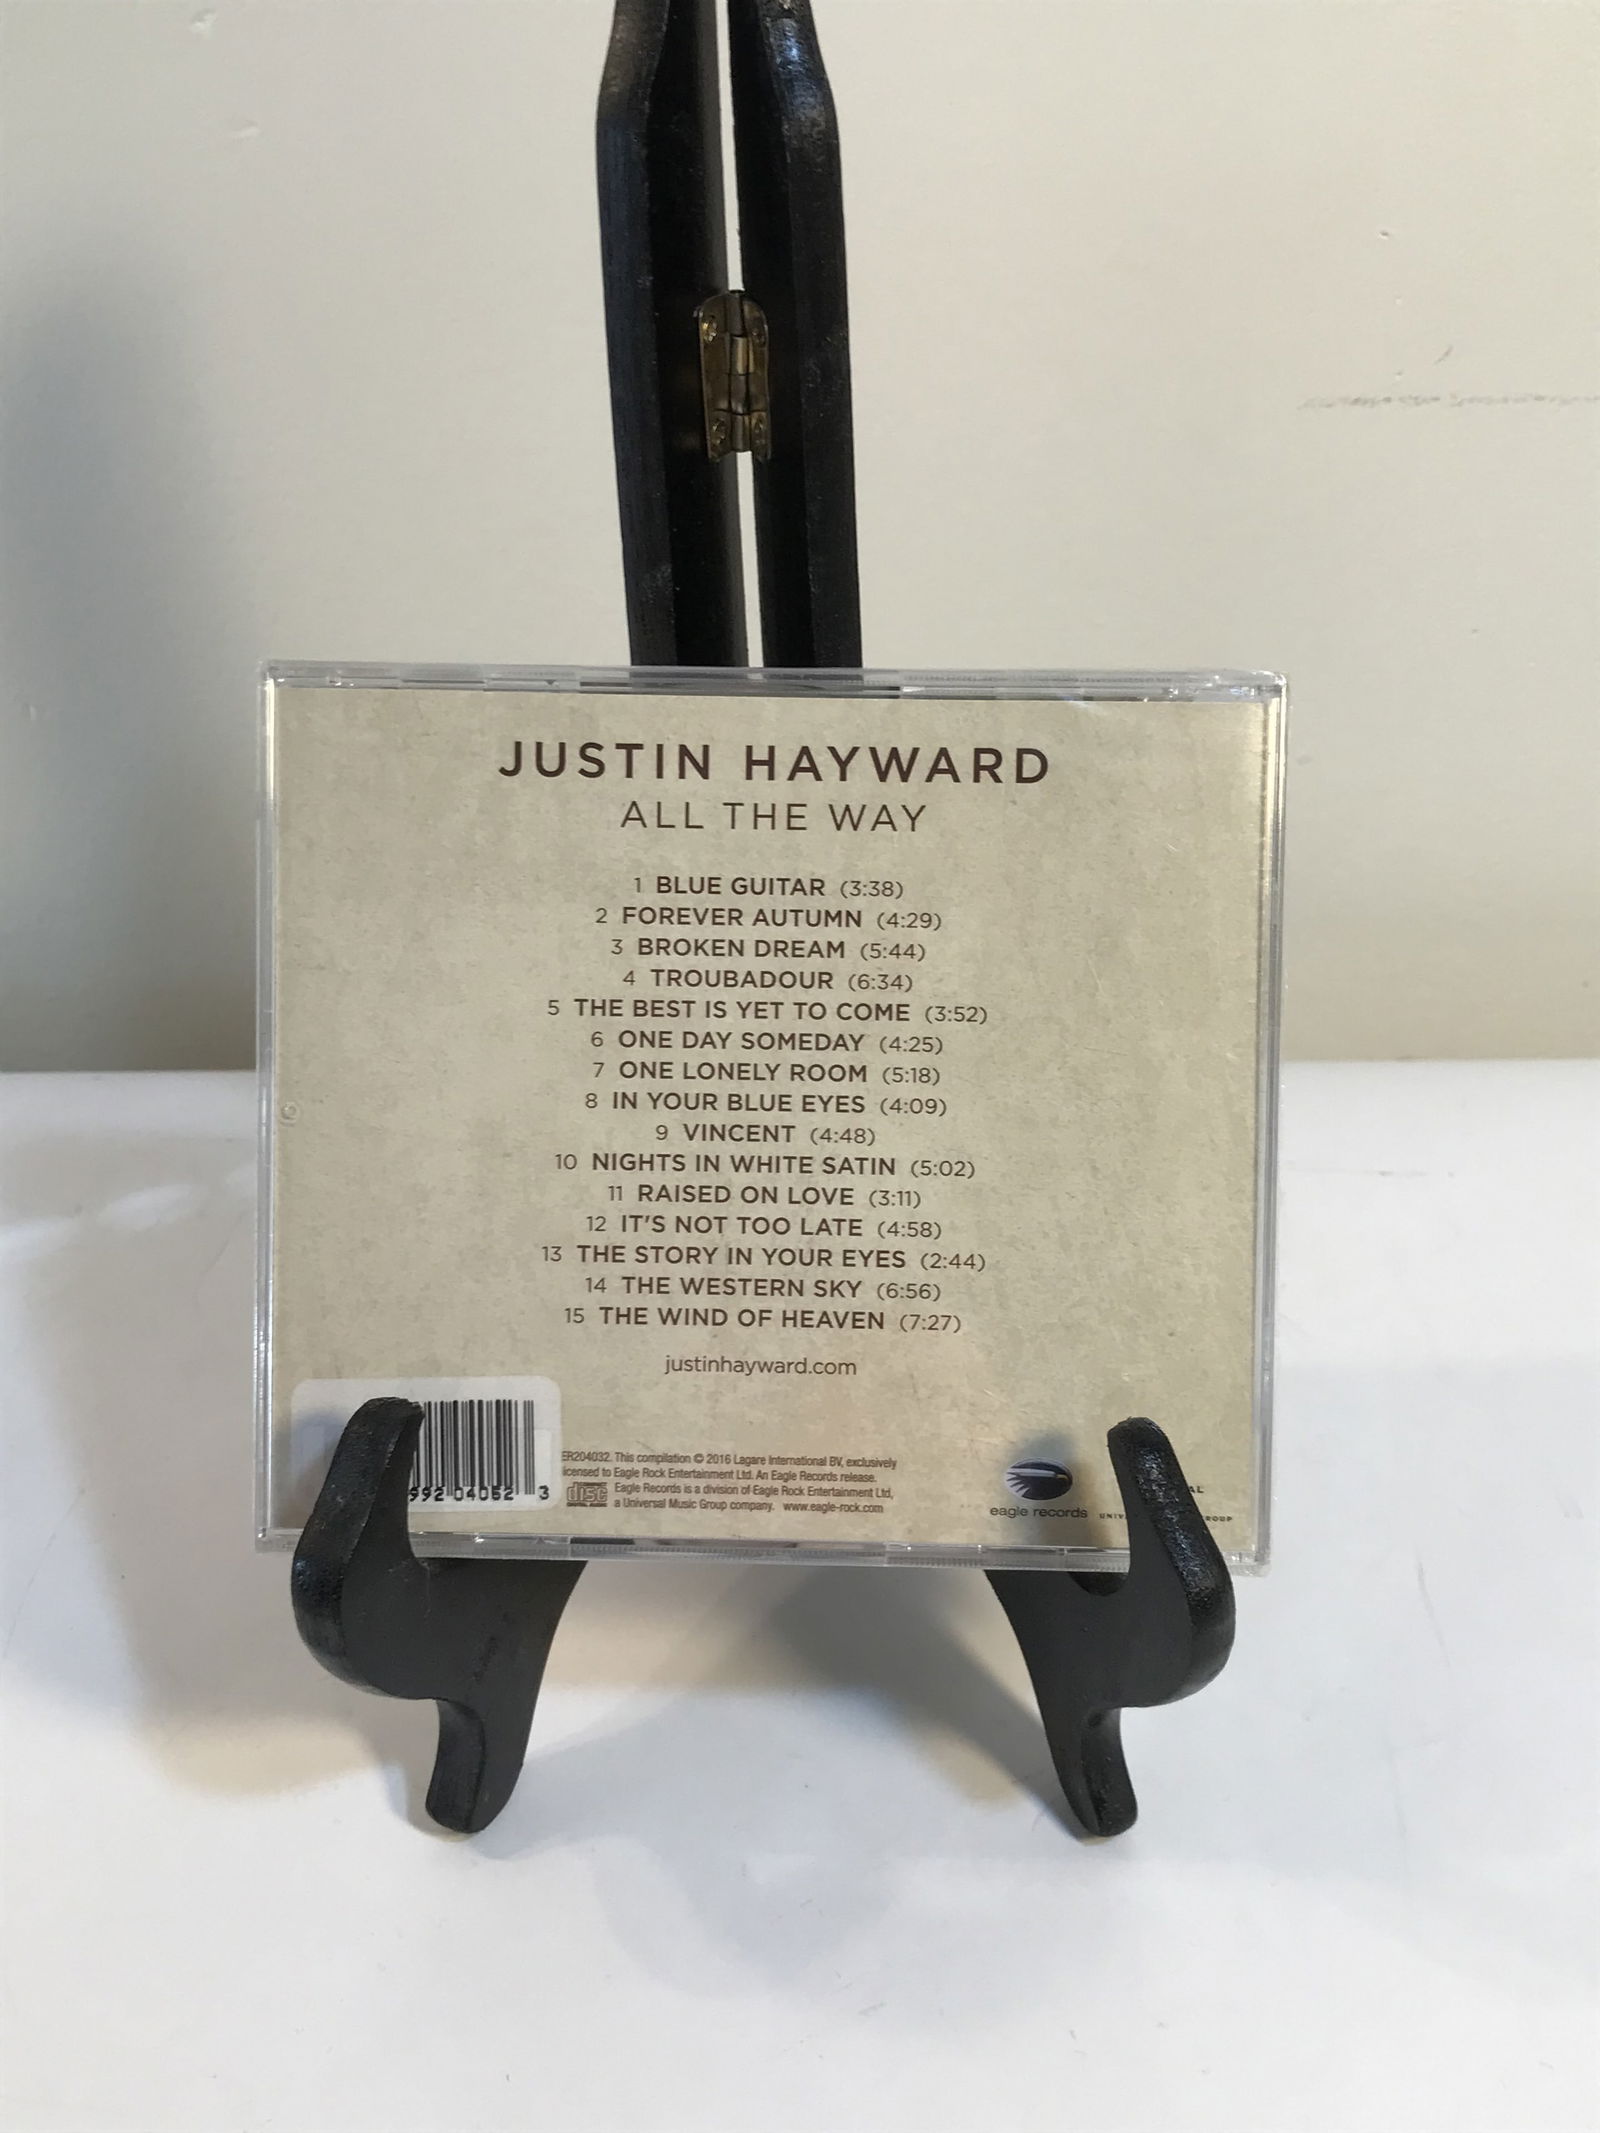 JUSTIN HAYWARD
ALL THE WAY
1 BLUE GUITAR (3:38)
2 FOREVER AUTUMN (4:29)
3 BROKEN DREAM (5:44)
4 TROUBADOUR (6:34)
5 THE BEST IS YET TO COME (3:52)
6 ONE DAY SOMEDAY (4:25)
7 ONE LONELY ROOM (5:18)
8 IN YOUR BLUE EYES (4:09)
9 VINCENT (4:48)
10 NIGHTS IN WHITE SATIN (5:02)
11 RAISED ON LOVE (3:11)
12 IT'S NOT TOO LATE (4:58)
13 THE STORY IN YOUR EYES (2:44)
14 THE WESTERN SKY (6:56)
15 THE WIND OF HEAVEN (7:27)
justinhayward.com
ER204032. This compilation © 2016 Lagare International BV, exclusively
icensed to Eagle Rock Entertainment Ltd. An Eagle Records release.
Eagle Records is a division of Eagle Rock Entertainment Ltd,
a Universal Music Group company. www.eagle-rock.com
disc
DIGITAL AUDIO
3
eagle records